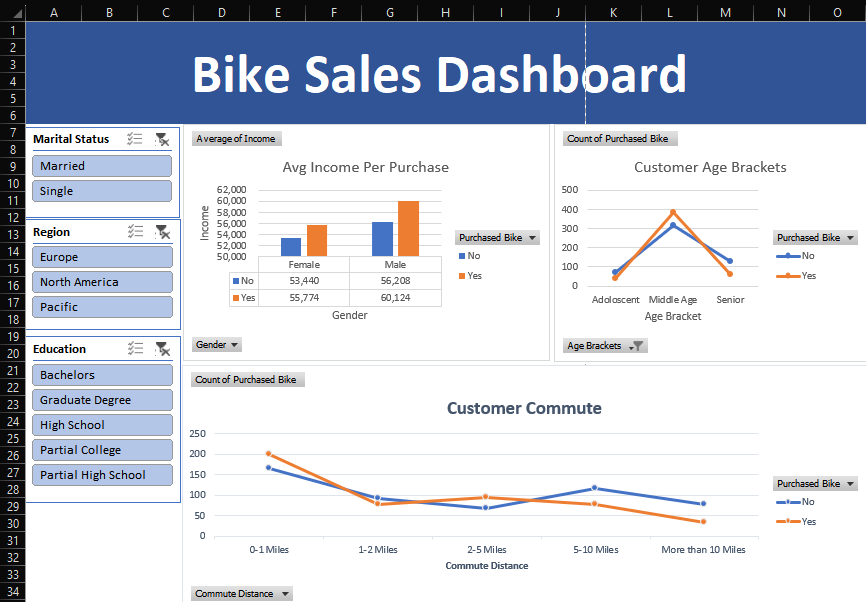 A B C D E F G H I J K L M N O
1
2
3
4
5
6
7
8
9
10
11
12
13
14
15
16
17
18
19
20
21
22
23
24
25
26
27
28
29
30
31
32
33
34
Bike Sales Dashboard
Marital Status
Married
Single
Region
Europe
North America
Pacific
Education
Bachelors
Graduate Degree
High School
Partial College
Partial High School
Average of Income
Avg Income Per Purchase
Income
62,000
60,000
58,000
56,000
54,000
52,000
50,000
Female Male
No 53,440 56,208
Yes 55,774 60,124
Gender
Purchased Bike
No
Yes
Gender
Count of Purchased Bike
Customer Age Brackets
500
400
300
200
100
0
Adoloscent Middle Age Senior
Age Bracket
Purchased Bike
No
Yes
Age Brackets
Count of Purchased Bike
Customer Commute
250
200
150
100
50
0
0-1 Miles 1-2 Miles 2-5 Miles 5-10 Miles More than 10 Miles
Commute Distance
Purchased Bike
No
Yes
Commute Distance